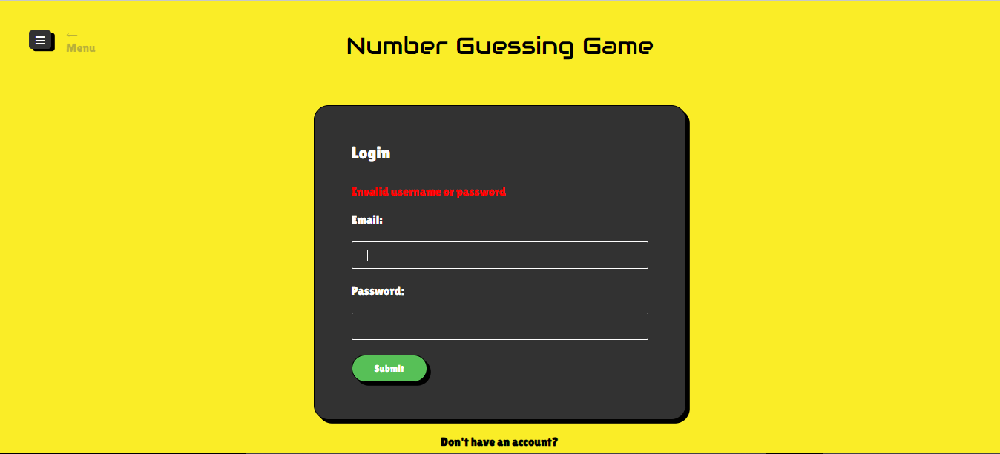 ←
Menu
Number Guessing Game
Login
Invalid username or password
Email:
Password:
Submit
Don't have an account?